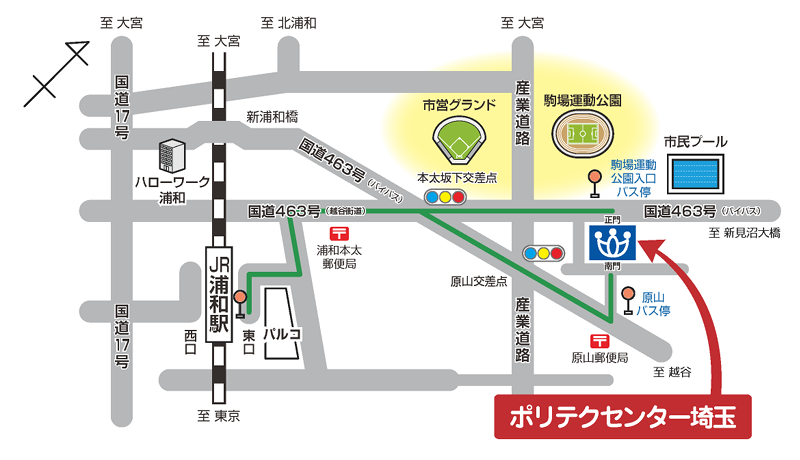 至 大宮
至 大宮
至 北浦和
至 大宮
国道17号
産業道路
市営グランド
駒場運動公園
新浦和橋
国道463号(バイパス)
本太坂下交差点
駒場運動
公園入口
バス停
市民プール
ハローワーク
浦和
国道463号(越谷街道)
国道463号(バイパス)
正門
至 新見沼大橋
浦和本太
郵便局
南門
JR浦和駅
原山交差点
原山
バス停
産業道路
国道17号
西口
東口
パルコ
原山郵便局
至 越谷
至 東京
ポリテクセンター埼玉